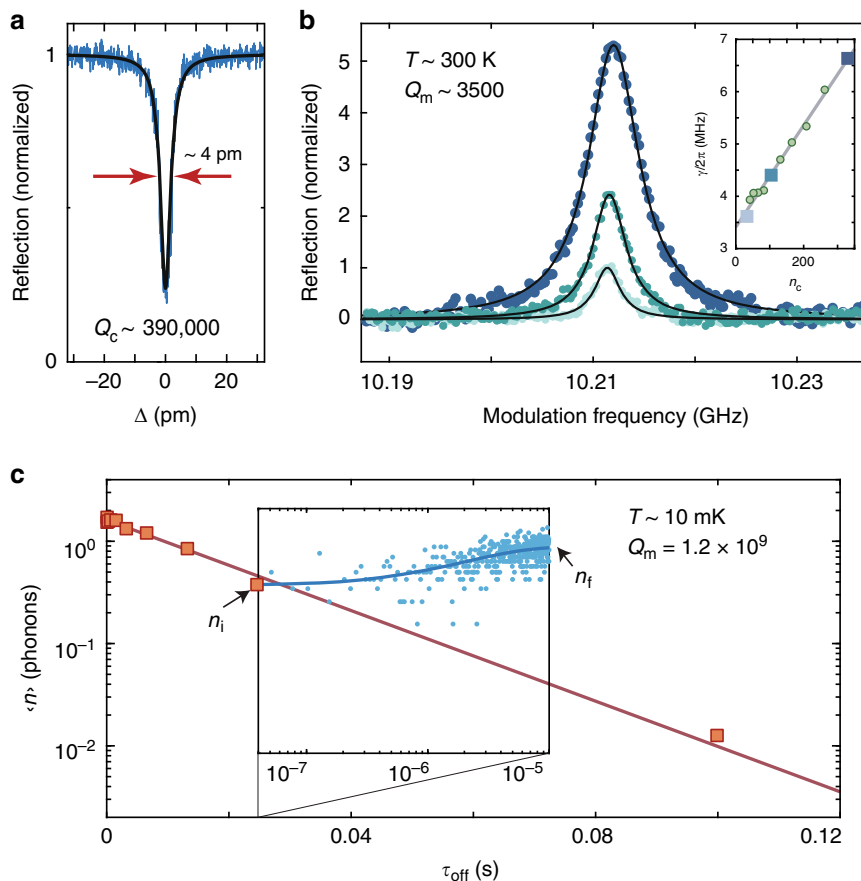 a
1
0
Reflection (normalized)
~ 4 pm
Q_c ~ 390,000
−20 0 20
Δ (pm)
b
5
4
3
2
1
0
Reflection (normalized)
T ~ 300 K
Q_m ~ 3500
10.19 10.21 10.23
Modulation frequency (GHz)
7
6
5
4
3
γ/2π (MHz)
0 200
n_c
c
10^0
10^−1
10^−2
‹n› (phonons)
T ~ 10 mK
Q_m = 1.2 × 10^9
n_i
n_f
10^−7 10^−6 10^−5
0 0.04 0.08 0.12
τ_off (s)